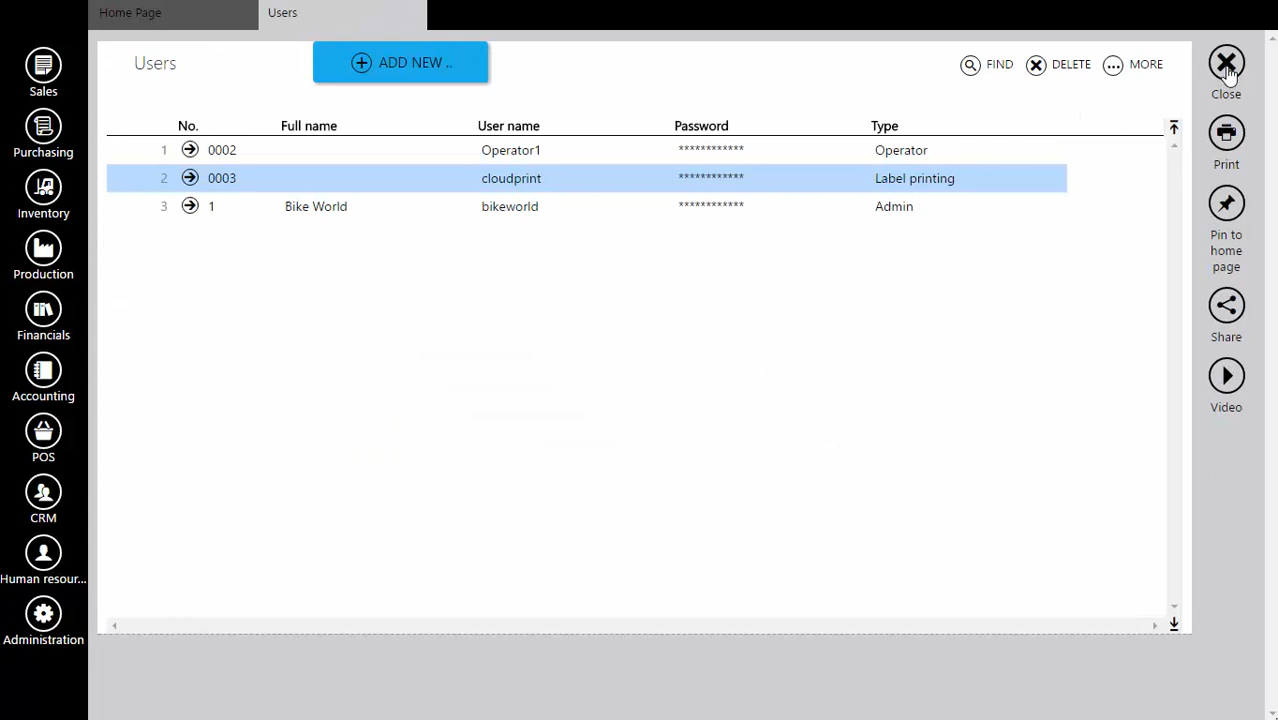 Home Page
Users
Sales
Purchasing
Inventory
Production
Financials
Accounting
POS
CRM
Human resour...
Administration
Users
ADD NEW ..
FIND
DELETE
MORE
No. Full name User name Password Type
1 0002 Operator1 ************ Operator
2 0003 cloudprint ************ Label printing
3 1 Bike World bikeworld ************ Admin
Close
Print
Pin to
home
page
Share
Video